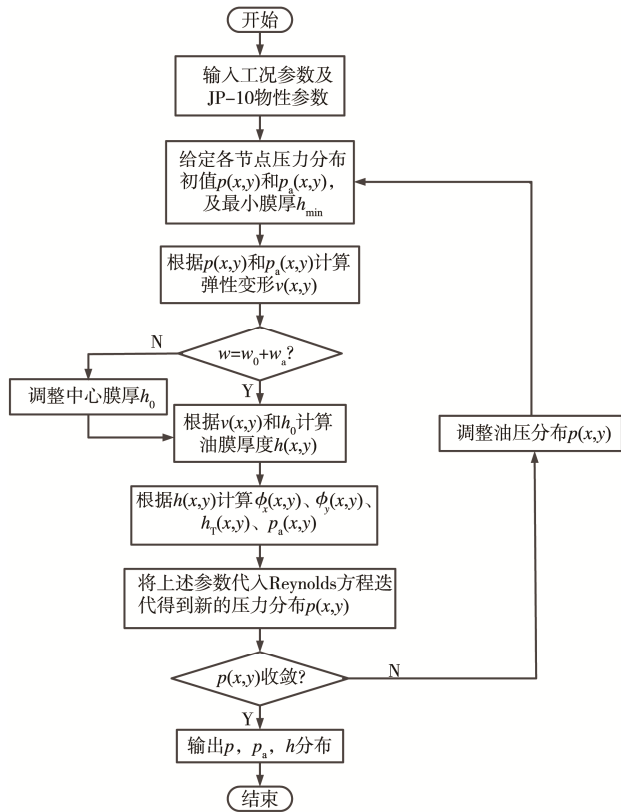 开始
输入工况参数及
JP-10物性参数
给定各节点压力分布
初值p(x,y)和pₐ(x,y),
及最小膜厚h_min
根据p(x,y)和pₐ(x,y)计算
弹性变形v(x,y)
N
w=w₀+wₐ?
Y
调整中心膜厚h₀
根据v(x,y)和h₀计算
油膜厚度h(x,y)
调整油压分布p(x,y)
根据h(x,y)计算ϕₓ(x,y)、ϕ_y(x,y)、
h_T(x,y)、pₐ(x,y)
将上述参数代入Reynolds方程迭
代得到新的压力分布p(x,y)
p(x,y)收敛?
N
Y
输出p，pₐ，h分布
结束